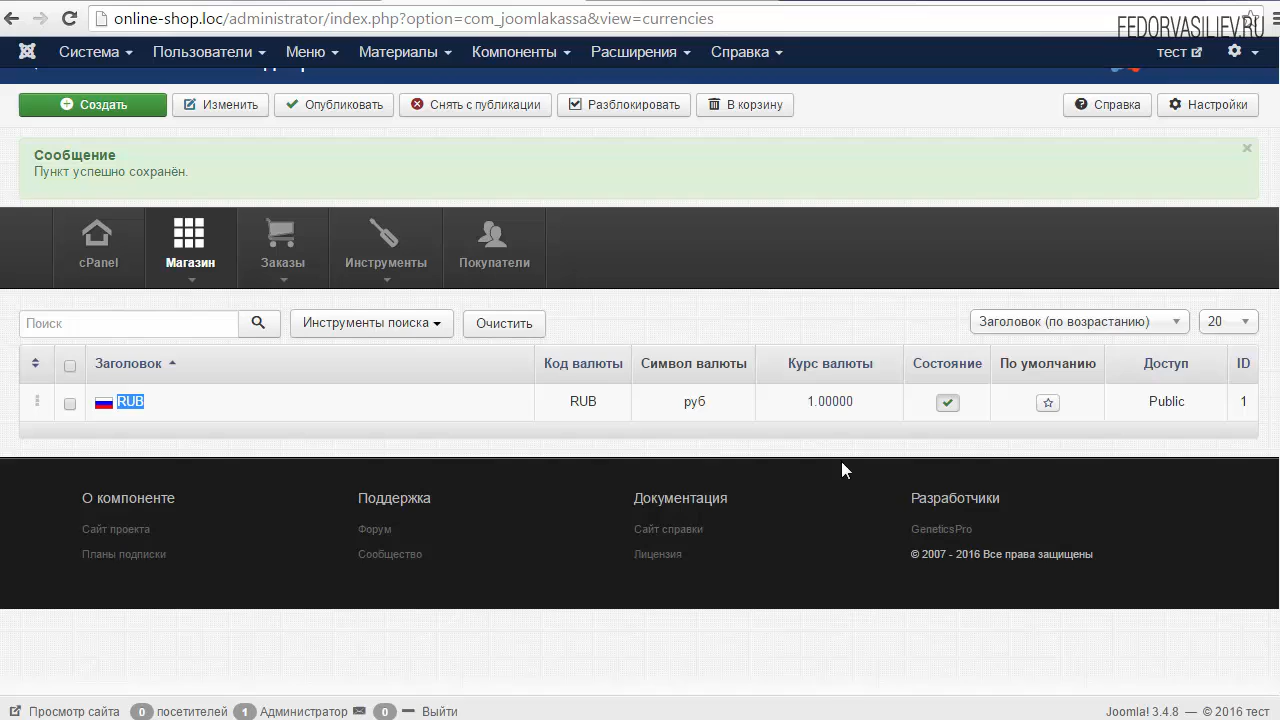 online-shop.loc/administrator/index.php?option=com_joomlakassa&view=currencies
FEDORVASILIEV.RU
Система Пользователи Меню Материалы Компоненты Расширения Справка тест
Создать Изменить Опубликовать Снять с публикации Разблокировать В корзину Справка Настройки
Сообщение
Пункт успешно сохранён.
×
cPanel Магазин Заказы Инструменты Покупатели
Поиск Инструменты поиска Очистить Заголовок (по возрастанию) 20
Заголовок Код валюты Символ валюты Курс валюты Состояние По умолчанию Доступ ID
RUB RUB руб 1.00000 Public 1
О компоненте Поддержка Документация Разработчики
Сайт проекта Форум Сайт справки GeneticsPro
Планы подписки Сообщество Лицензия © 2007 - 2016 Все права защищены
Просмотр сайта 0 посетителей 1 Администратор 0 Выйти Joomla! 3.4.8 — © 2016 тест